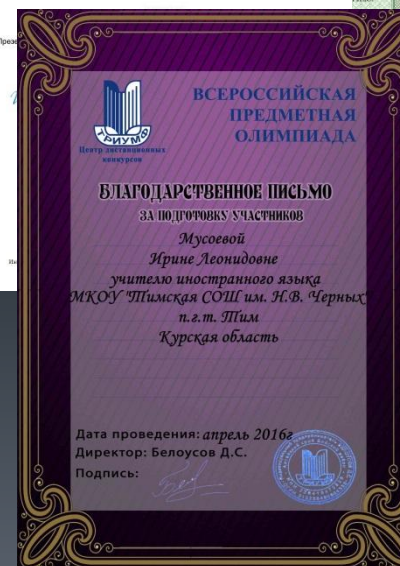 ТРИУМФ
Центр дистанционных
конкурсов
ВСЕРОССИЙСКАЯ
ПРЕДМЕТНАЯ
ОЛИМПИАДА
БЛАГОДАРСТВЕННОЕ ПИСЬМО
ЗА ПОДГОТОВКУ УЧАСТНИКОВ
Мусоевой
Ирине Леонидовне
учителю иностранного языка
МКОУ "Тимская СОШ им. Н.В. Черных"
п.г.т. Тим
Курская область
Дата проведения: апрель 2016г
Директор: Белоусов Д.С.
Подпись: